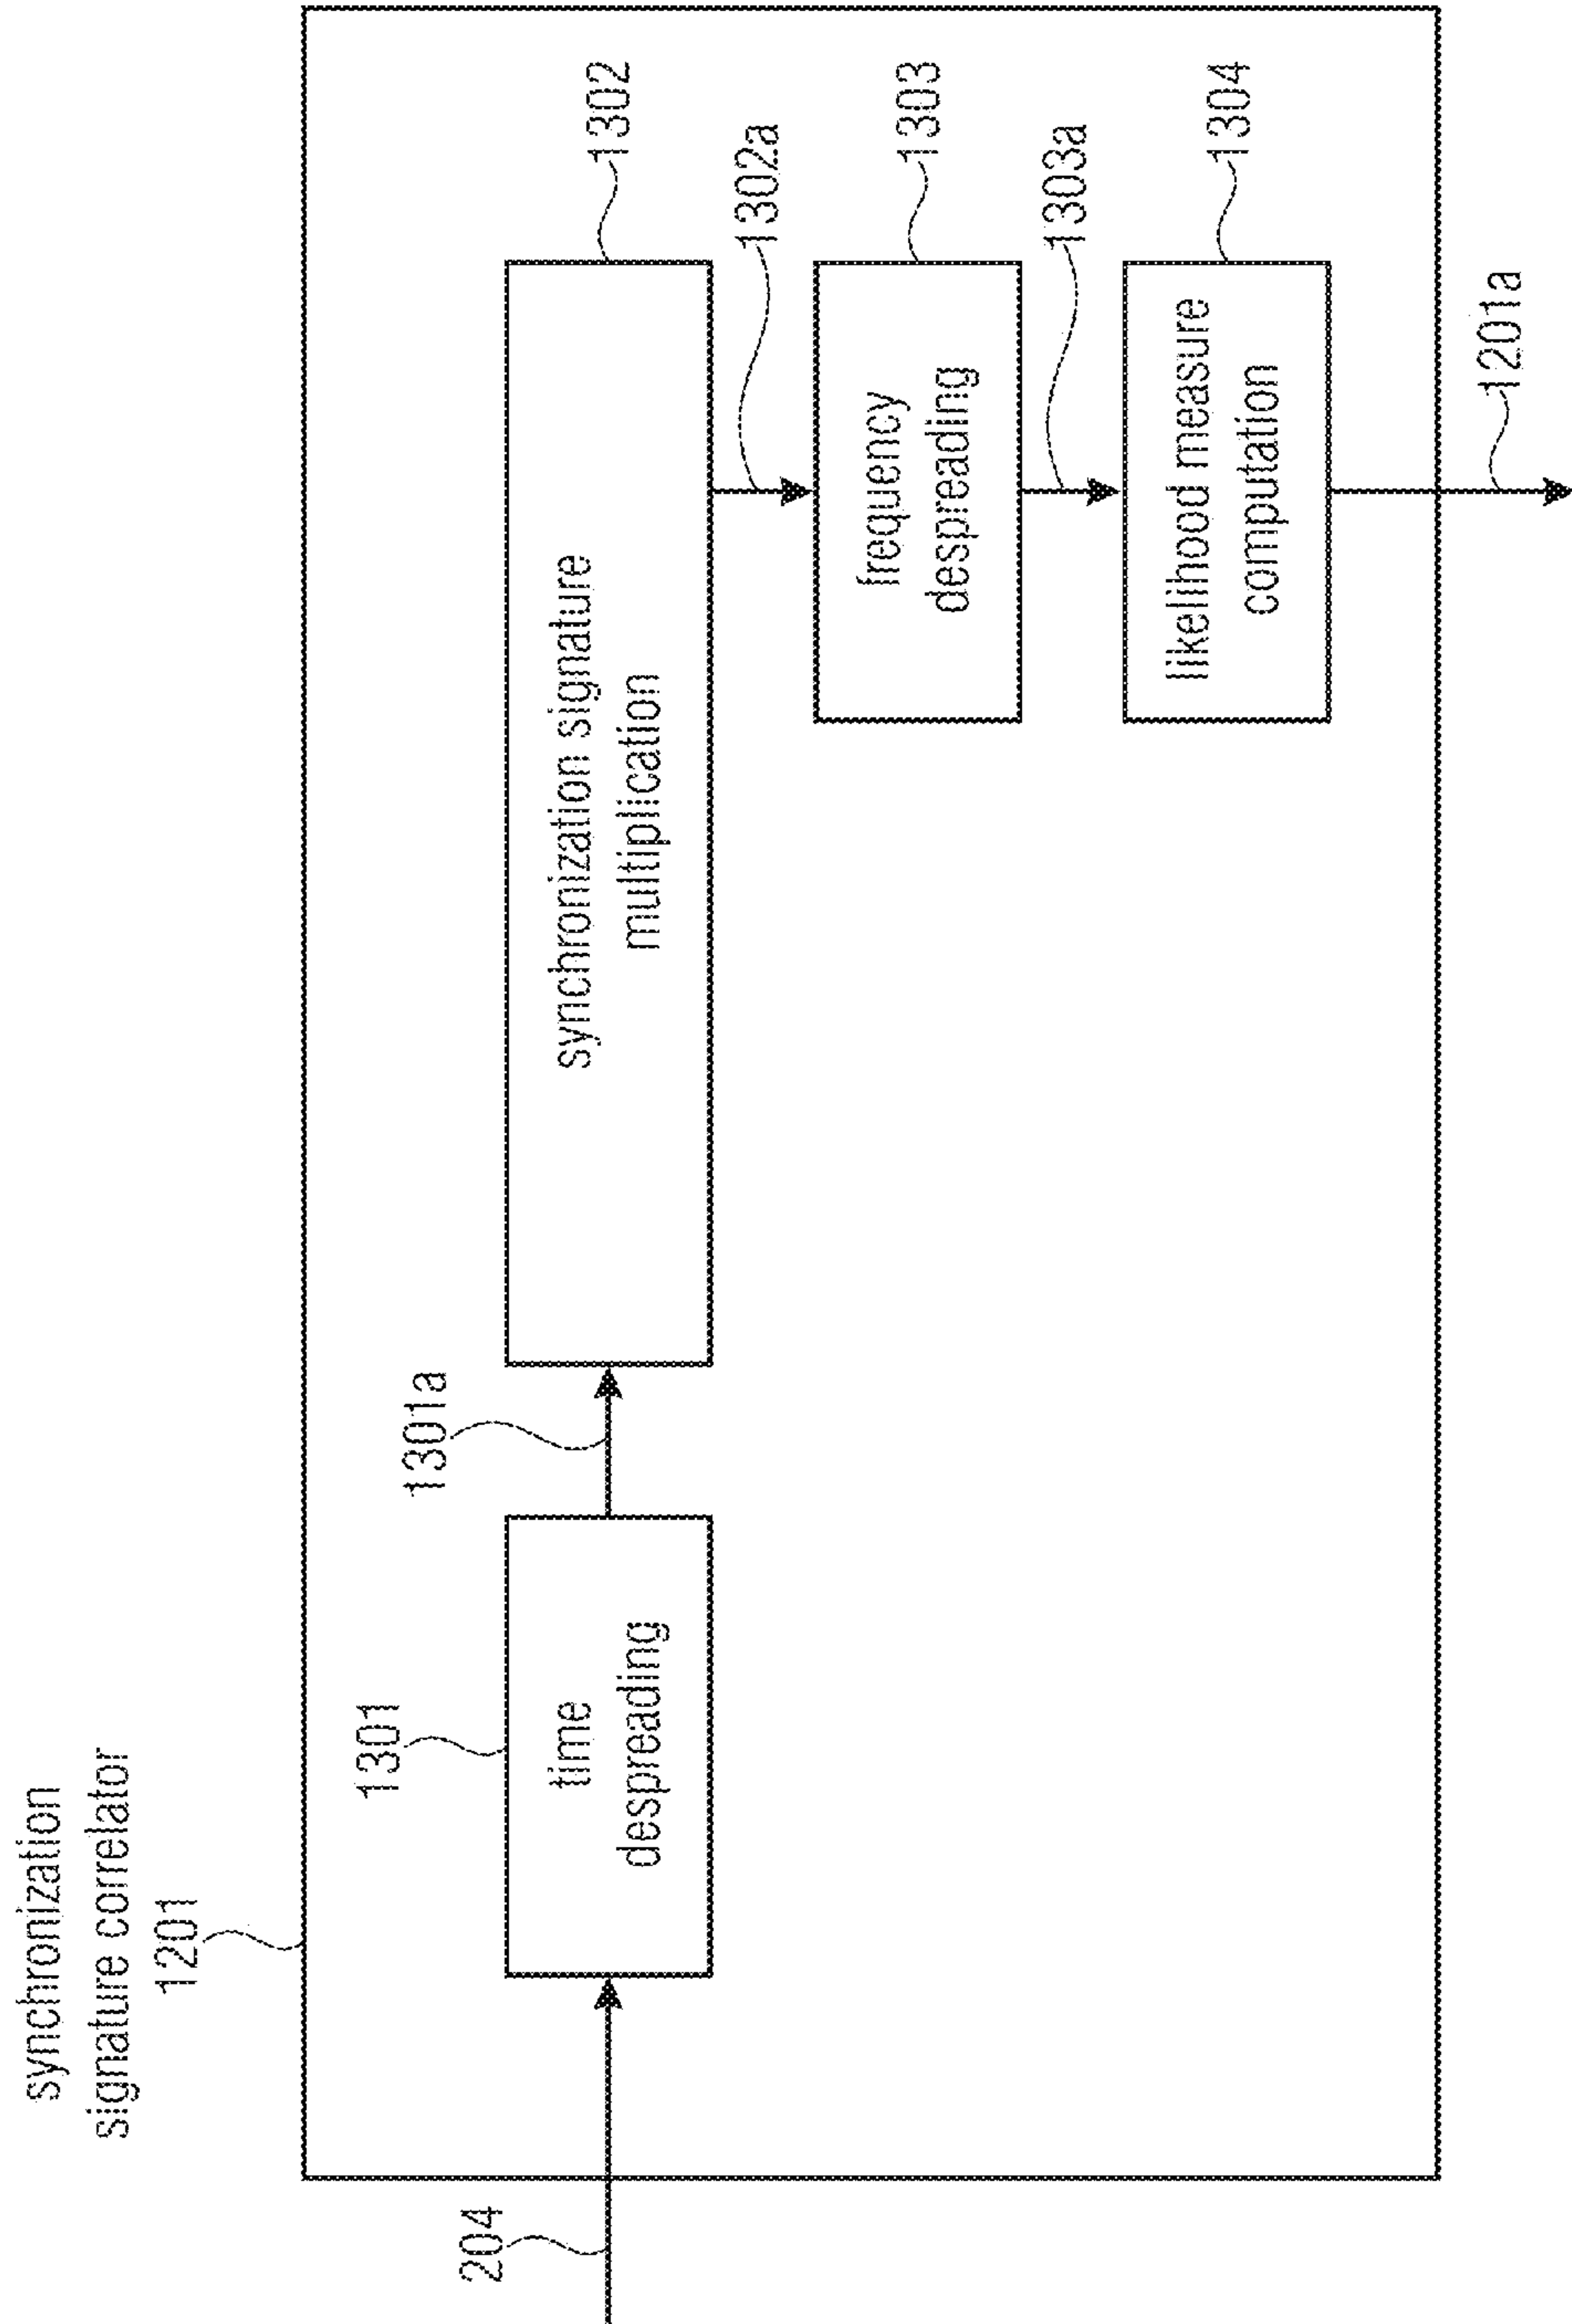 synchronization
signature correlator
1201
204
1301
time
despreading
1301a
synchronization signature
multiplication
1302
1302a
frequency
despreading
1303
1303a
likelihood measure
computation
1304
1201a